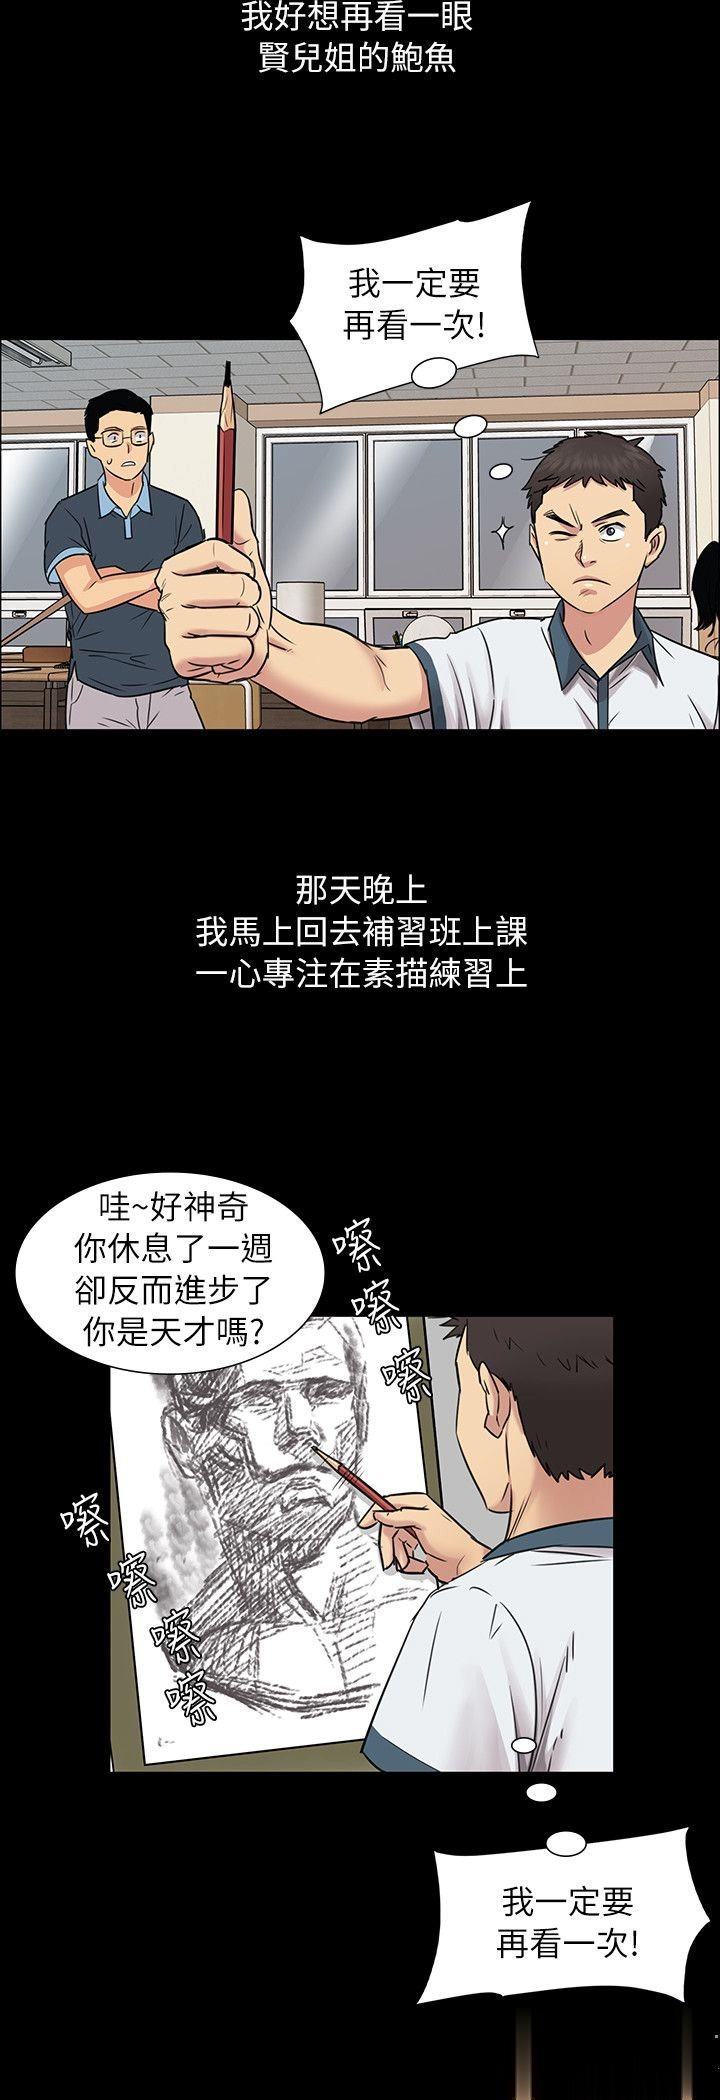 我好想再看一眼
賢兒姐的鮑魚
我一定要
再看一次!
那天晚上
我馬上回去補習班上課
一心專注在素描練習上
哇~好神奇
你休息了一週
卻反而進步了
你是天才嗎?
嚓
嚓
嚓
嚓
嚓
嚓
嚓
我一定要
再看一次!